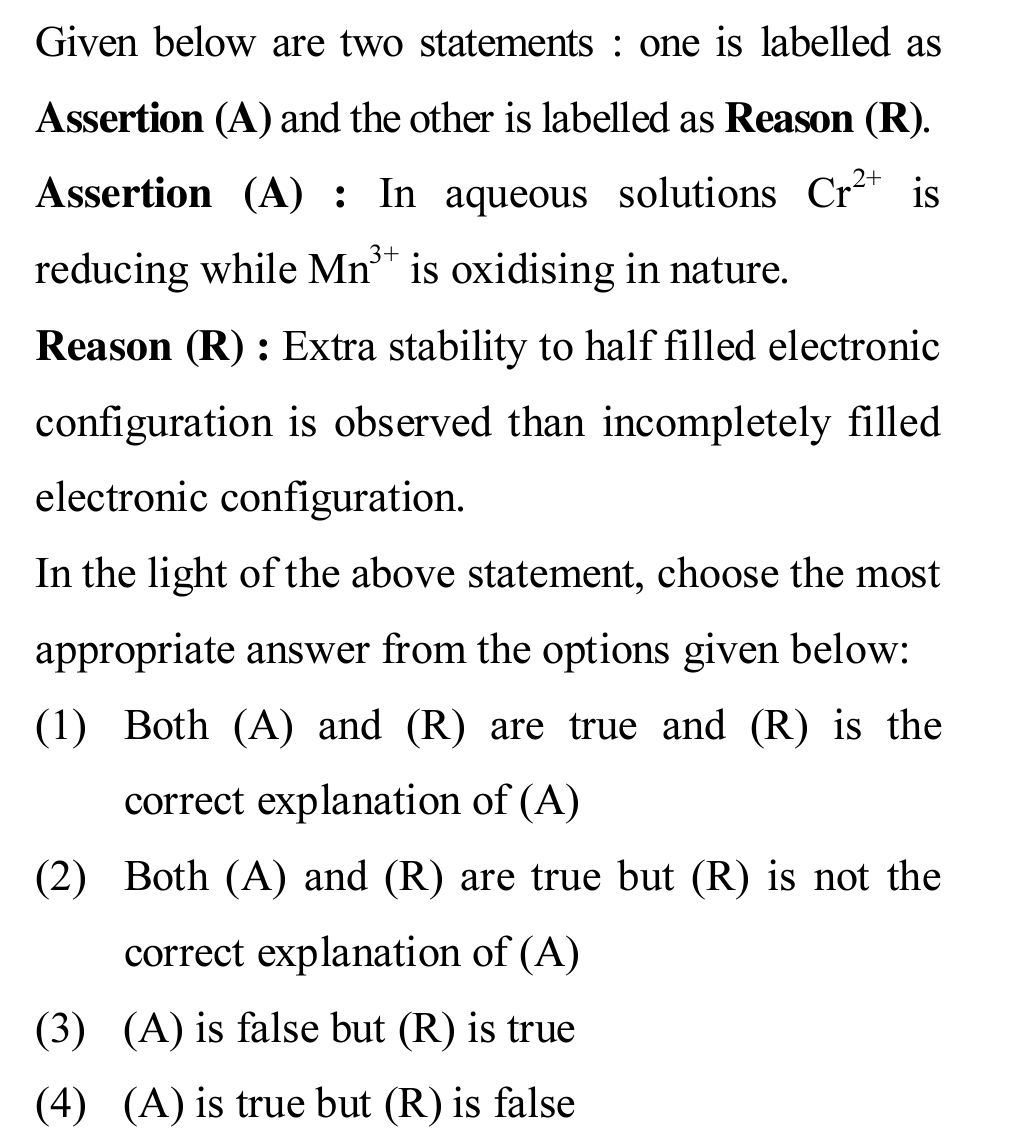 Given below are two statements : one is labelled as
Assertion (A) and the other is labelled as Reason (R).
Assertion (A) : In aqueous solutions Cr²⁺ is
reducing while Mn³⁺ is oxidising in nature.
Reason (R) : Extra stability to half filled electronic
configuration is observed than incompletely filled
electronic configuration.
In the light of the above statement, choose the most
appropriate answer from the options given below:
(1) Both (A) and (R) are true and (R) is the
correct explanation of (A)
(2) Both (A) and (R) are true but (R) is not the
correct explanation of (A)
(3) (A) is false but (R) is true
(4) (A) is true but (R) is false